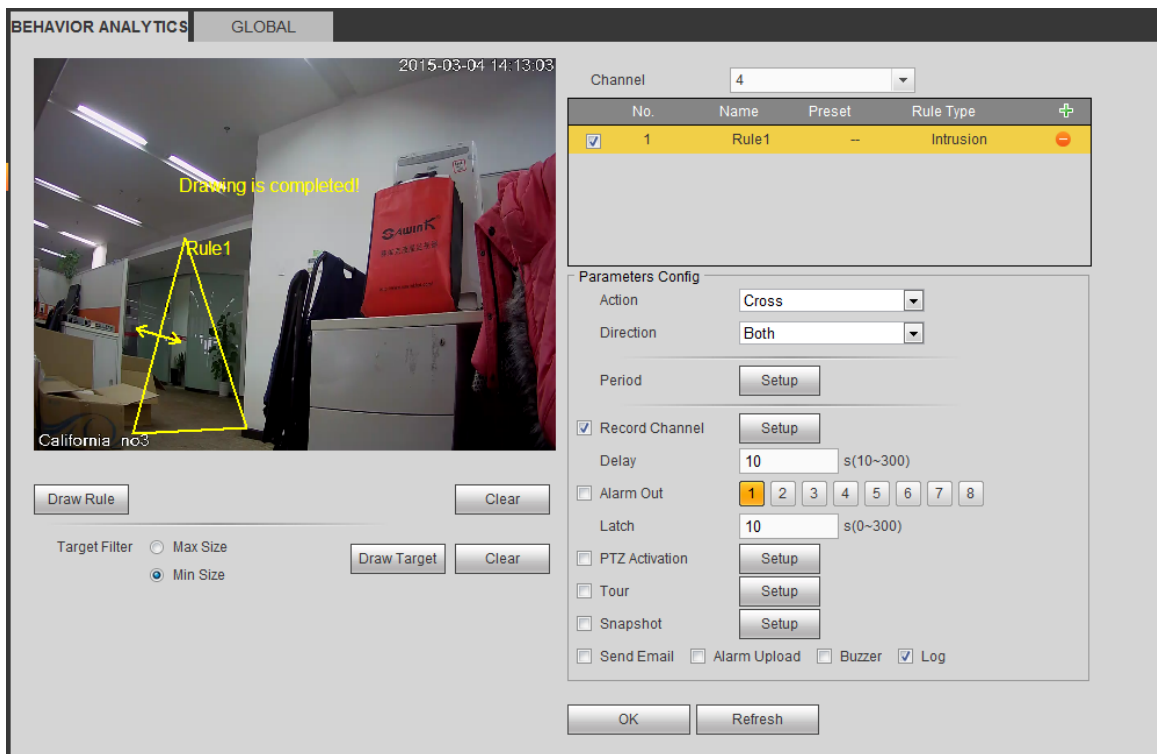 BEHAVIOR ANALYTICS GLOBAL
2015-03-04 14:13:03
Drawing is completed!
Rule1
SAWINK
California no3
Draw Rule Clear
Target Filter Max Size
Min Size
Draw Target Clear
Channel 4
No. Name Preset Rule Type
1 Rule1 -- Intrusion
Parameters Config
Action Cross
Direction Both
Period Setup
Record Channel Setup
Delay 10 s(10~300)
Alarm Out 1 2 3 4 5 6 7 8
Latch 10 s(0~300)
PTZ Activation Setup
Tour Setup
Snapshot Setup
Send Email Alarm Upload Buzzer Log
OK Refresh